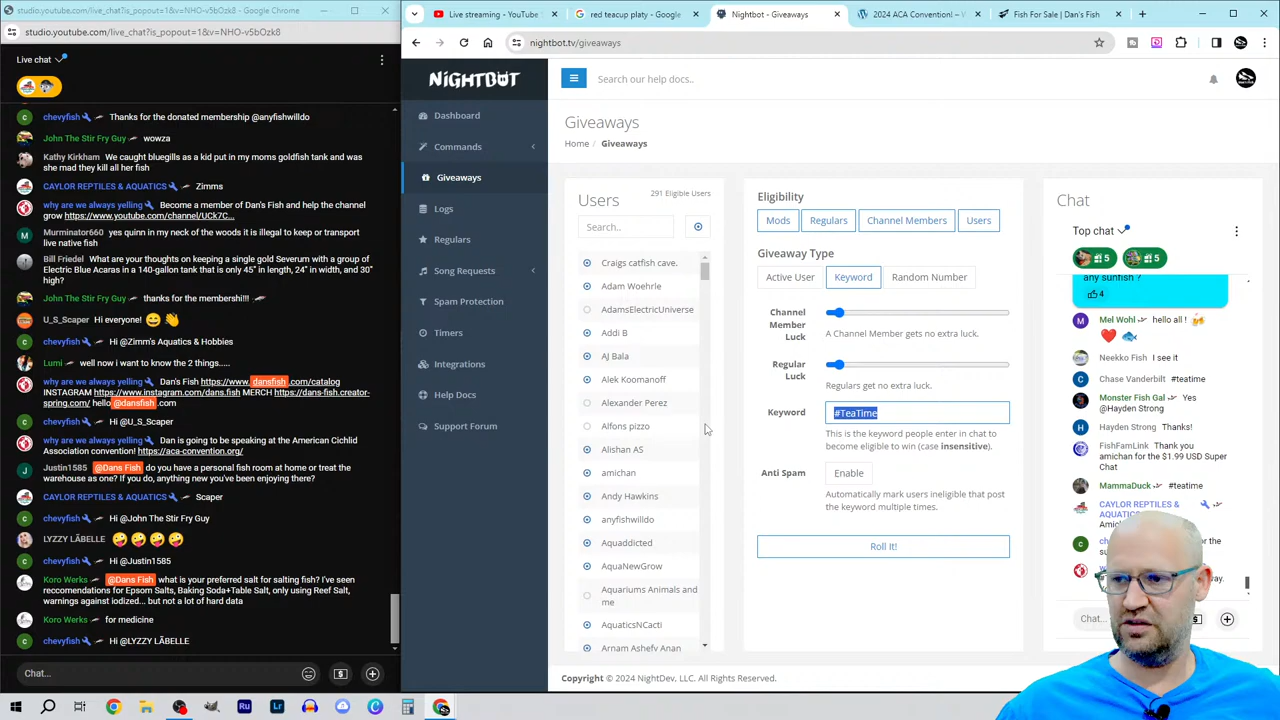 studio.youtube.com/live_chat?is_popout=1&v=NHO-v5bOzk8 - Google Chrome
studio.youtube.com/live_chat?is_popout=1&v=NHO-v5bOzk8
Live chat
chevyfish Thanks for the donated membership @anyfishwilldo
John The Stir Fry Guy wowza
Kathy Kirkham We caught bluegills as a kid put in my moms goldfish tank and was
she mad they kill all her fish
CAYLOR REPTILES & AQUATICS Zimms
why are we always yelling Become a member of Dan's Fish and help the channel
grow https://www.youtube.com/channel/UCk7C...
Murminator660 yes quinn in my neck of the woods it is illegal to keep or transport
live native fish
Bill Friedel What are your thoughts on keeping a single gold Severum with a group of
Electric Blue Acaras in a 140-gallon tank that is only 45" in length, 24" in width, and 30"
high?
John The Stir Fry Guy thanks for the membershi!!!
U_S_Scaper Hi everyone!
chevyfish Hi @Zimm's Aquatics & Hobbies
Lumi well now i want to know the 2 things.....
why are we always yelling Dan's Fish https://www. dansfish .com/catalog
INSTAGRAM https://www.instagram.com/dans.fish MERCH https://dans-fish.creator-
spring.com/ hello @dansfish .com
chevyfish Hi @U_S_Scaper
why are we always yelling Dan is going to be speaking at the American Cichlid
Association convention! https://aca-convention.org/
Justin1585 @Dans Fish do you have a personal fish room at home or treat the
warehouse as one? If you do, anything new you've been enjoying there?
CAYLOR REPTILES & AQUATICS Scaper
chevyfish Hi @John The Stir Fry Guy
LYZZY LÃBELLE
chevyfish Hi @Justin1585
Koro Werks @Dans Fish what is your preferred salt for salting fish? I've seen
reccomendations for Epsom Salts, Baking Soda+Table Salt, only using Reef Salt,
warnings against iodized... but not a lot of hard data
Koro Werks for medicine
chevyfish Hi @LYZZY LÃBELLE
Chat...
Live streaming - YouTube
red teacup platy - Google
Nightbot - Giveaways
2024 ACA Convention! – W
Fish For Sale | Dan's Fish
nightbot.tv/giveaways
NiGHTBOT
Search our help docs..
Dashboard
Commands
Giveaways
Logs
Regulars
Song Requests
Spam Protection
Timers
Integrations
Help Docs
Support Forum
Giveaways
Home / Giveaways
Users
291 Eligible Users
Search..
Craigs catfish cave.
Adam Woehrle
AdamsElectricUniverse
Addi B
AJ Bala
Alek Koomanoff
Alexander Perez
Alfons pizzo
Alishan AS
amichan
Andy Hawkins
anyfishwilldo
Aquaddicted
AquaNewGrow
Aquariums Animals and
me
AquaticsNCacti
Arnam Ashefv Anan
Eligibility
Mods Regulars Channel Members Users
Giveaway Type
Active User Keyword Random Number
Channel
Member
Luck
A Channel Member gets no extra luck.
Regular
Luck
Regulars get no extra luck.
Keyword #TeaTime
This is the keyword people enter in chat to
become eligible to win (case insensitive).
Anti Spam Enable
Automatically mark users ineligible that post
the keyword multiple times.
Roll It!
Chat
Top chat
5 5
any sunfish ?
4
Mel Wohl hello all !
Neekko Fish I see it
Chase Vanderbilt #teatime
Monster Fish Gal Yes
@Hayden Strong
Hayden Strong Thanks!
FishFamLink Thank you
amichan for the $1.99 USD Super
Chat
MammaDuck #teatime
CAYLOR REPTILES &
AQUATICS
Chat...
Copyright © 2024 NightDev, LLC. All Rights Reserved.
Ru
Lr